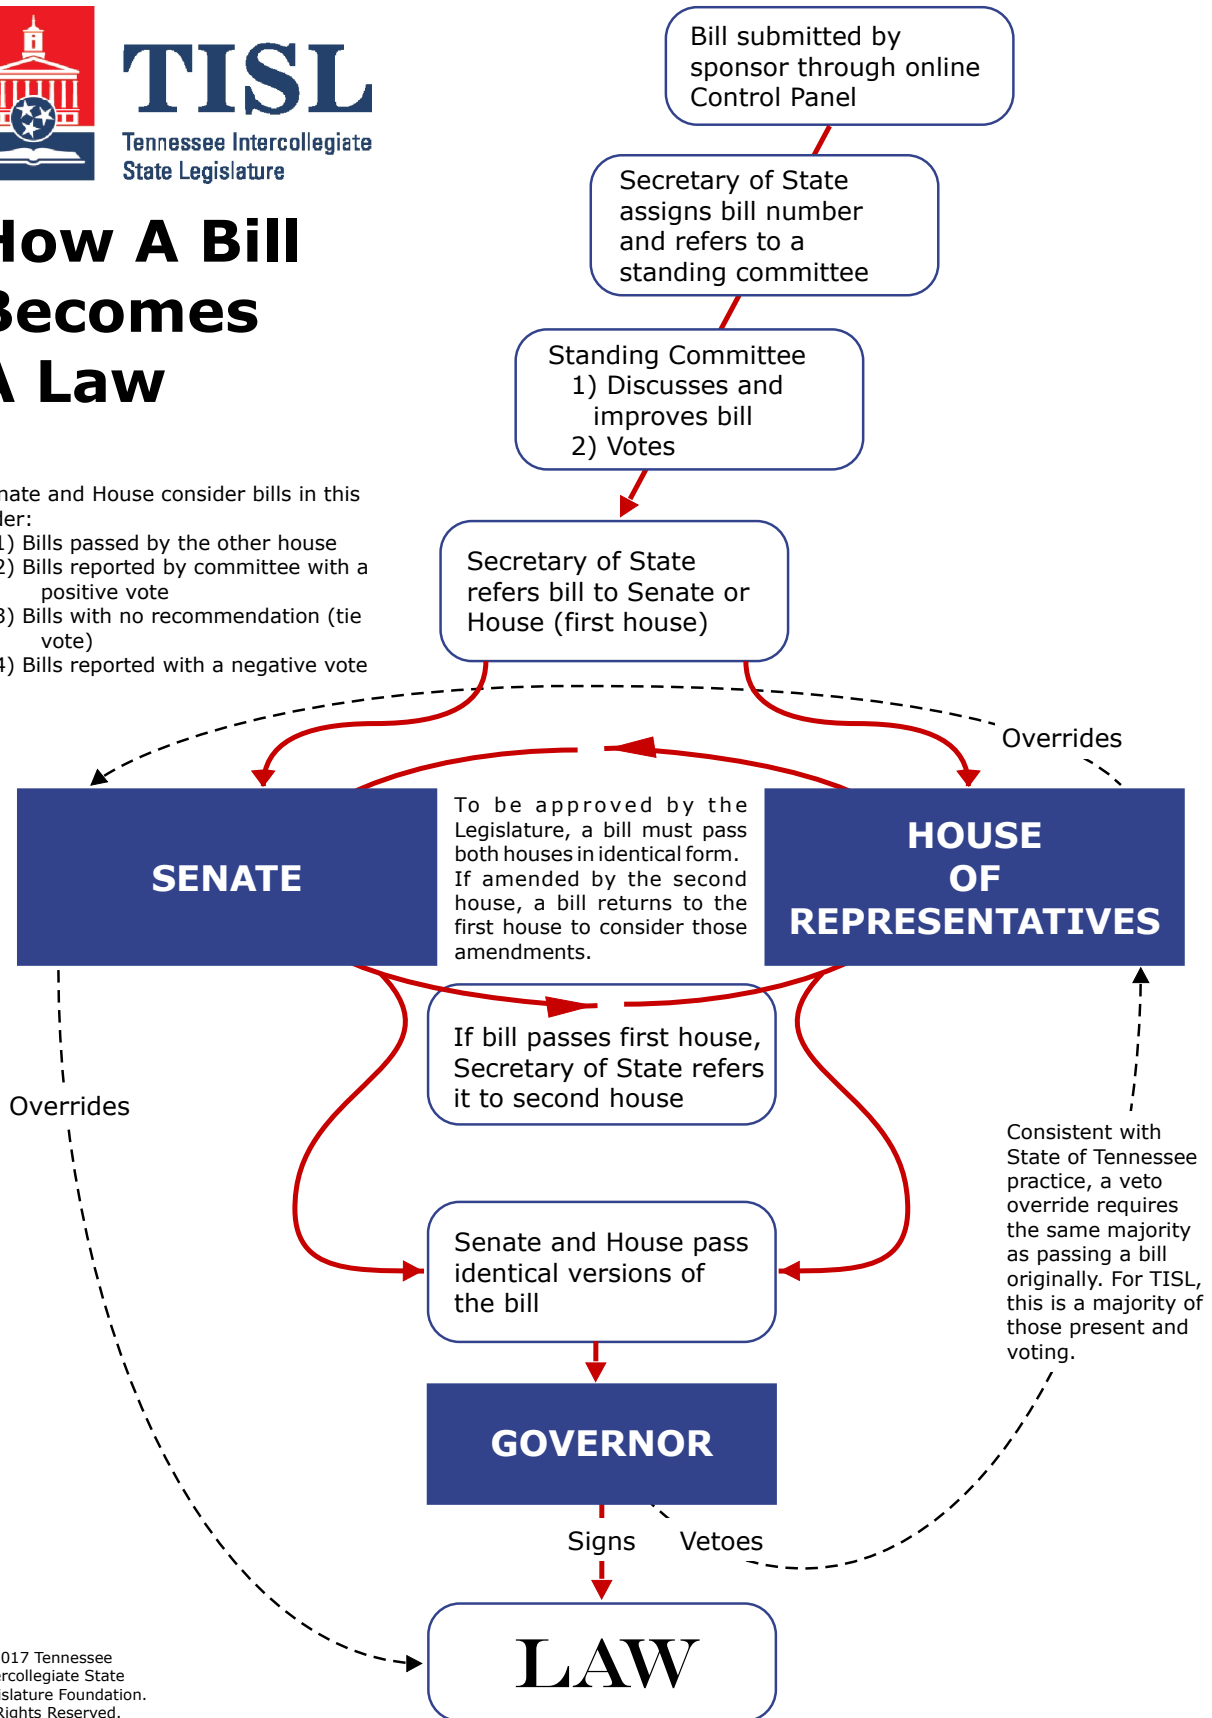 TISL
Tennessee Intercollegiate
State Legislature
How A Bill
Becomes
A Law
nate and House consider bills in this
der:
1) Bills passed by the other house
2) Bills reported by committee with a
positive vote
3) Bills with no recommendation (tie
vote)
4) Bills reported with a negative vote
Bill submitted by
sponsor through online
Control Panel
Secretary of State
assigns bill number
and refers to a
standing committee
Standing Committee
1) Discusses and
improves bill
2) Votes
Secretary of State
refers bill to Senate or
House (first house)
Overrides
SENATE
To be approved by the
Legislature, a bill must pass
both houses in identical form.
If amended by the second
house, a bill returns to the
first house to consider those
amendments.
HOUSE
OF
REPRESENTATIVES
If bill passes first house,
Secretary of State refers
it to second house
Overrides
Consistent with
State of Tennessee
practice, a veto
override requires
the same majority
as passing a bill
originally. For TISL,
this is a majority of
those present and
voting.
Senate and House pass
identical versions of
the bill
GOVERNOR
Signs
Vetoes
LAW
017 Tennessee
ercollegiate State
islature Foundation.
Rights Reserved.